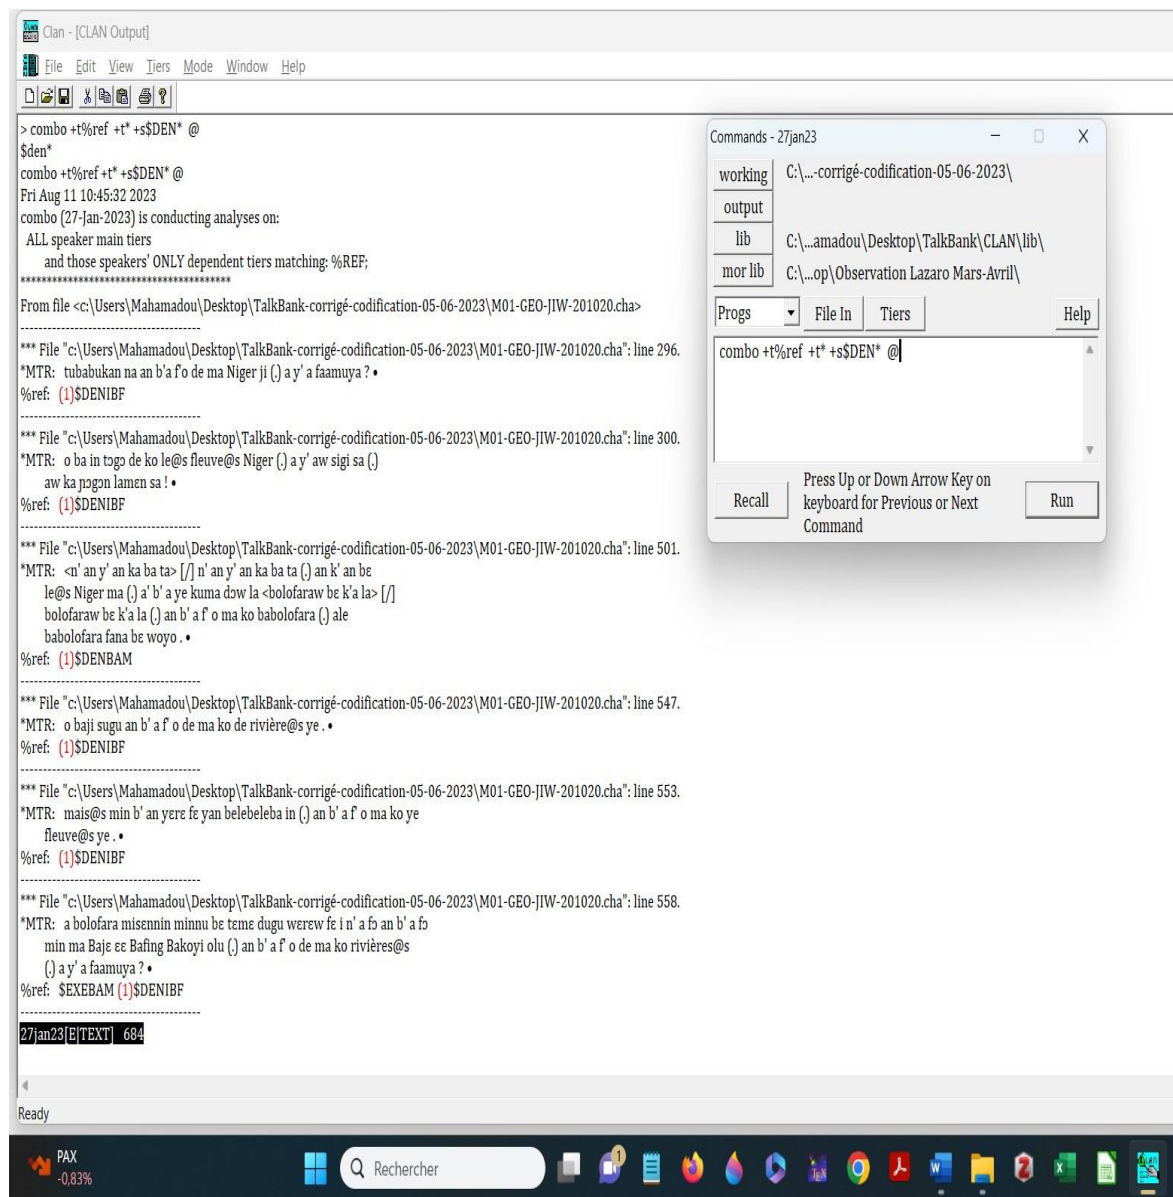 Clan - [CLAN Output]
File Edit View Tiers Mode Window Help
> combo +t%ref +t* +s$DEN* @
$den*
combo +t%ref +t* +s$DEN* @
Fri Aug 11 10:45:32 2023
combo (27-Jan-2023) is conducting analyses on:
ALL speaker main tiers
and those speakers' ONLY dependent tiers matching: %REF;
****************************************
From file <c:\Users\Mahamadou\Desktop\TalkBank-corrigé-codification-05-06-2023\M01-GEO-JIW-201020.cha>
----------------------------------------
*** File "c:\Users\Mahamadou\Desktop\TalkBank-corrigé-codification-05-06-2023\M01-GEO-JIW-201020.cha": line 296.
*MTR: tubabukan na an b'a f'o de ma Niger ji (.) a y' a faamuya ? •
%ref: (1)$DENIBF
----------------------------------------
*** File "c:\Users\Mahamadou\Desktop\TalkBank-corrigé-codification-05-06-2023\M01-GEO-JIW-201020.cha": line 300.
*MTR: o ba in tɔgɔ de ko le@s fleuve@s Niger (.) a y' aw sigi sa (.)
aw ka ɲɔgɔn lamɛn sa ! •
%ref: (1)$DENIBF
----------------------------------------
*** File "c:\Users\Mahamadou\Desktop\TalkBank-corrigé-codification-05-06-2023\M01-GEO-JIW-201020.cha": line 501.
*MTR: <n' an y' an ka ba ta> [/] n' an y' an ka ba ta (.) an k' an bɛ
le@s Niger ma (.) a' b' a ye kuma dɔw la <bolofaraw bɛ k'a la> [/]
bolofaraw bɛ k'a la (.) an b' a f' o ma ko babolofara (.) ale
babolofara fana bɛ woyo . •
%ref: (1)$DENBAM
----------------------------------------
*** File "c:\Users\Mahamadou\Desktop\TalkBank-corrigé-codification-05-06-2023\M01-GEO-JIW-201020.cha": line 547.
*MTR: o baji sugu an b' a f' o de ma ko de rivière@s ye . •
%ref: (1)$DENIBF
----------------------------------------
*** File "c:\Users\Mahamadou\Desktop\TalkBank-corrigé-codification-05-06-2023\M01-GEO-JIW-201020.cha": line 553.
*MTR: mais@s min b' an yɛrɛ fɛ yan belebeleba in (.) an b' a f' o ma ko ye
fleuve@s ye . •
%ref: (1)$DENIBF
----------------------------------------
*** File "c:\Users\Mahamadou\Desktop\TalkBank-corrigé-codification-05-06-2023\M01-GEO-JIW-201020.cha": line 558.
*MTR: a bolofara misɛnnin minnu bɛ tɛmɛ dugu wɛrɛw fɛ i n' a fɔ an b' a fɔ
min ma Bajɛ ɛɛ Bafing Bakoyi olu (.) an b' a f' o de ma ko rivières@s
(.) a y' a faamuya ? •
%ref: $EXEBAM (1)$DENIBF
----------------------------------------
27jan23[E|TEXT] 684
Ready
Commands - 27jan23
working C:\...-corrigé-codification-05-06-2023\
output
lib C:\...amadou\Desktop\TalkBank\CLAN\lib\
mor lib C:\...op\Observation Lazaro Mars-Avril\
Progs File In Tiers Help
combo +t%ref +t* +s$DEN* @
Recall
Press Up or Down Arrow Key on
keyboard for Previous or Next
Command
Run
PAX
-0,83%
Rechercher
1